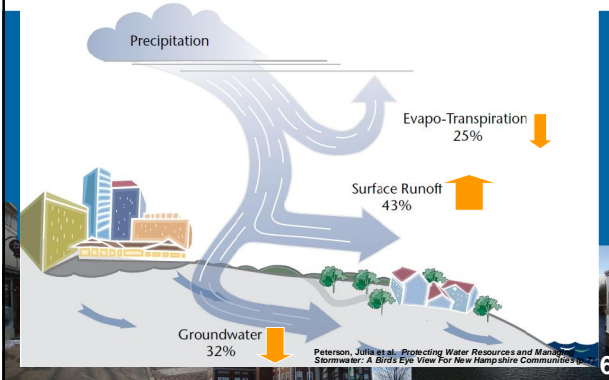 Precipitation
Evapo-Transpiration
25%
Surface Runoff
43%
Groundwater
32%
Peterson, Julia et al. Protecting Water Resources and Managing
Stormwater: A Birds Eye View For New Hampshire Communities
6